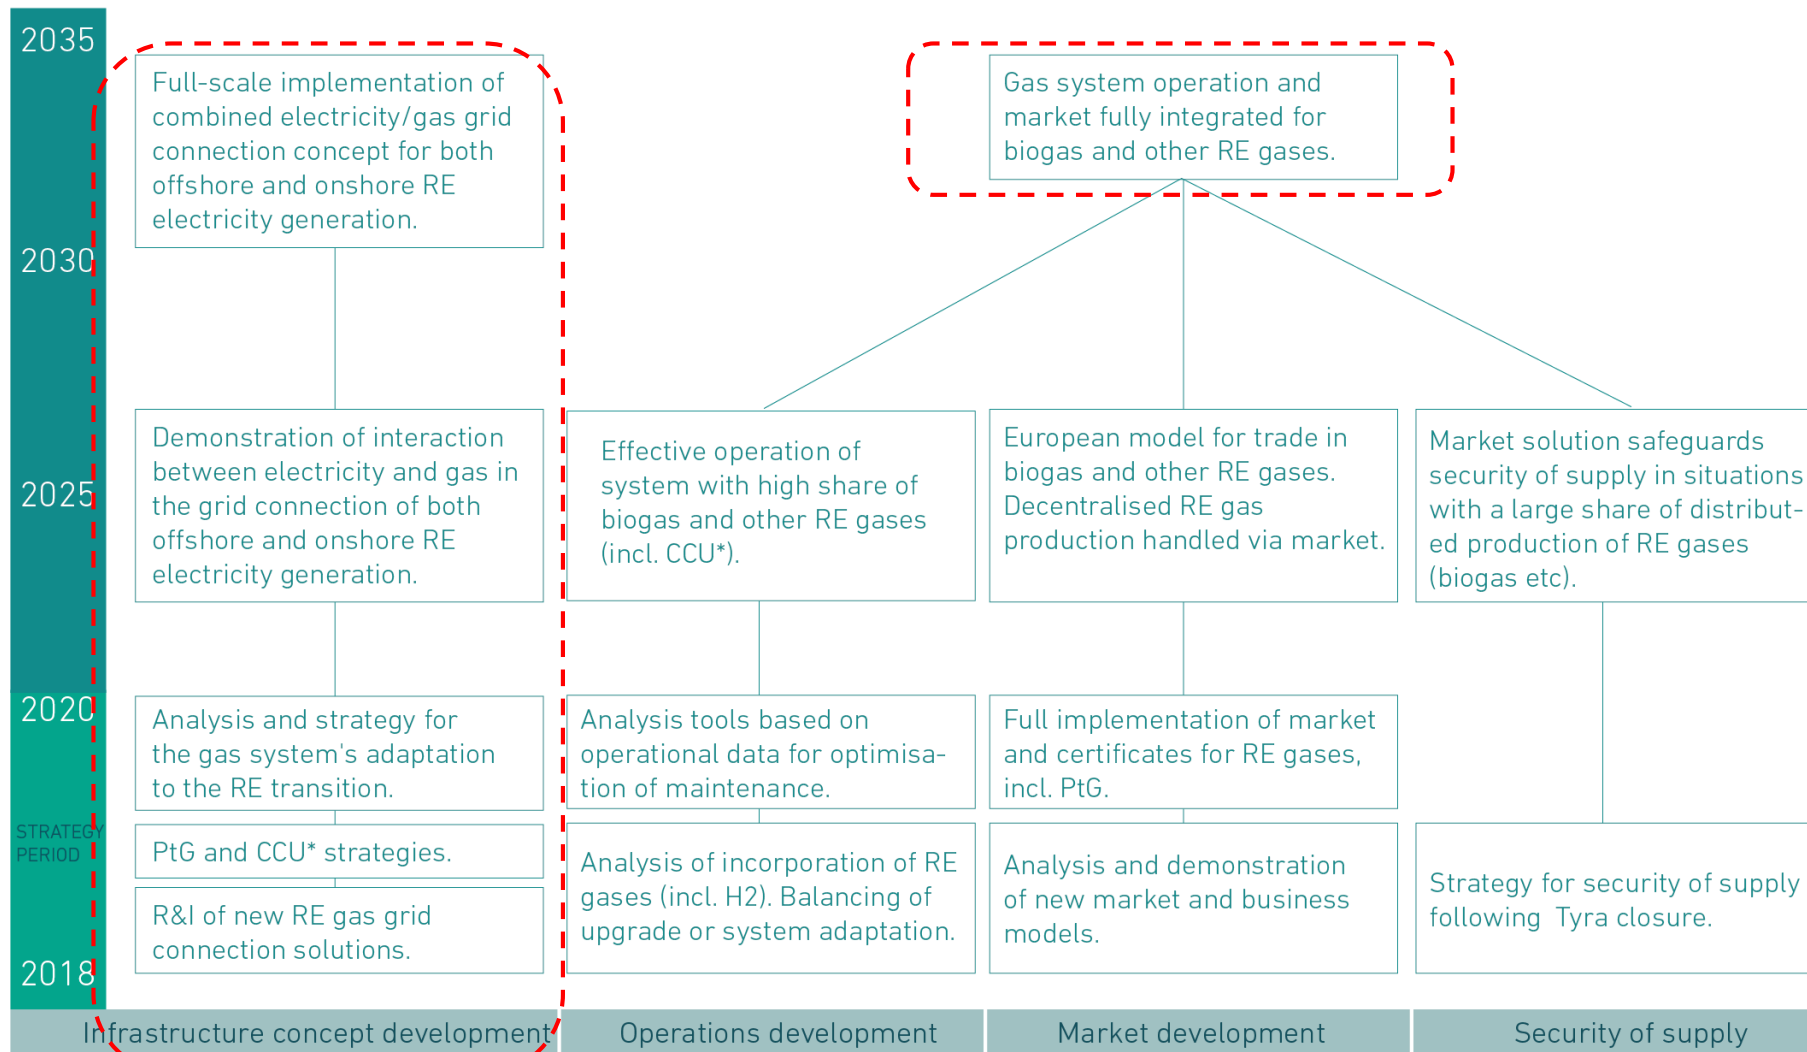 2035
Full-scale implementation of
combined electricity/gas grid
connection concept for both
offshore and onshore RE
electricity generation.
Gas system operation and
market fully integrated for
biogas and other RE gases.
2030
2025
Demonstration of interaction
between electricity and gas in
the grid connection of both
offshore and onshore RE
electricity generation.
Effective operation of
system with high share of
biogas and other RE gases
(incl. CCU*).
European model for trade in
biogas and other RE gases.
Decentralised RE gas
production handled via market.
Market solution safeguards
security of supply in situations
with a large share of distribut-
ed production of RE gases
(biogas etc).
2020
Analysis and strategy for
the gas system's adaptation
to the RE transition.
Analysis tools based on
operational data for optimisa-
tion of maintenance.
Full implementation of market
and certificates for RE gases,
incl. PtG.
STRATEGY
PERIOD
PtG and CCU* strategies.
R&I of new RE gas grid
connection solutions.
Analysis of incorporation of RE
gases (incl. H2). Balancing of
upgrade or system adaptation.
Analysis and demonstration
of new market and business
models.
Strategy for security of supply
following Tyra closure.
2018
Infrastructure concept development
Operations development
Market development
Security of supply